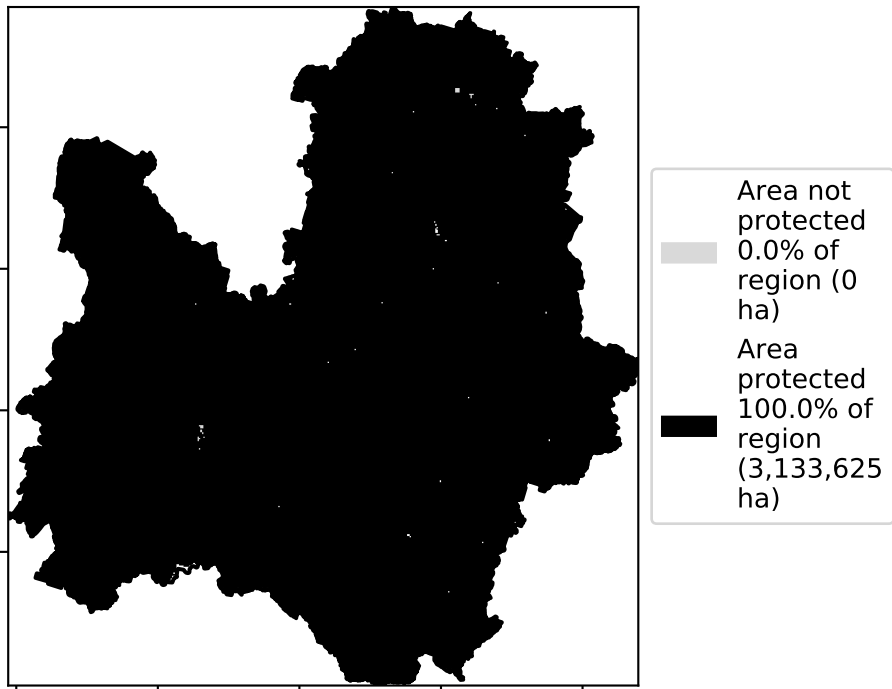 Area not
protected
0.0% of
region (0
ha)
Area
protected
100.0% of
region
(3,133,625
ha)